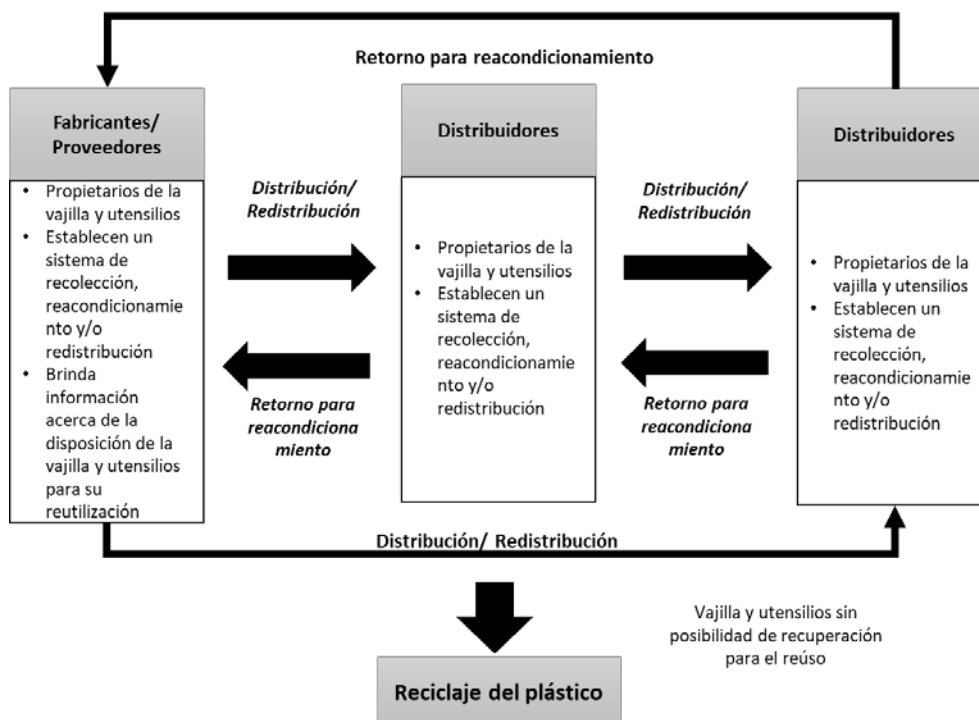 Retorno para reacondicionamiento
Fabricantes/
Proveedores
• Propietarios de la
vajilla y utensilios
• Establecen un
sistema de
recolección,
reacondicionamie
nto y/o
redistribución
• Brinda
información
acerca de la
disposición de la
vajilla y utensilios
para su
reutilización
Distribución/
Redistribución
Retorno para
reacondiciona
miento
Distribuidores
• Propietarios de la
vajilla y utensilios
• Establecen un
sistema de
recolección,
reacondicionamie
nto y/o
redistribución
Distribución/
Redistribución
Retorno para
reacondiciona
miento
Distribuidores
• Propietarios de la
vajilla y utensilios
• Establecen un
sistema de
recolección,
reacondicionamie
nto y/o
redistribución
Distribución/ Redistribución
Vajilla y utensilios sin
posibilidad de recuperación
para el reúso
Reciclaje del plástico